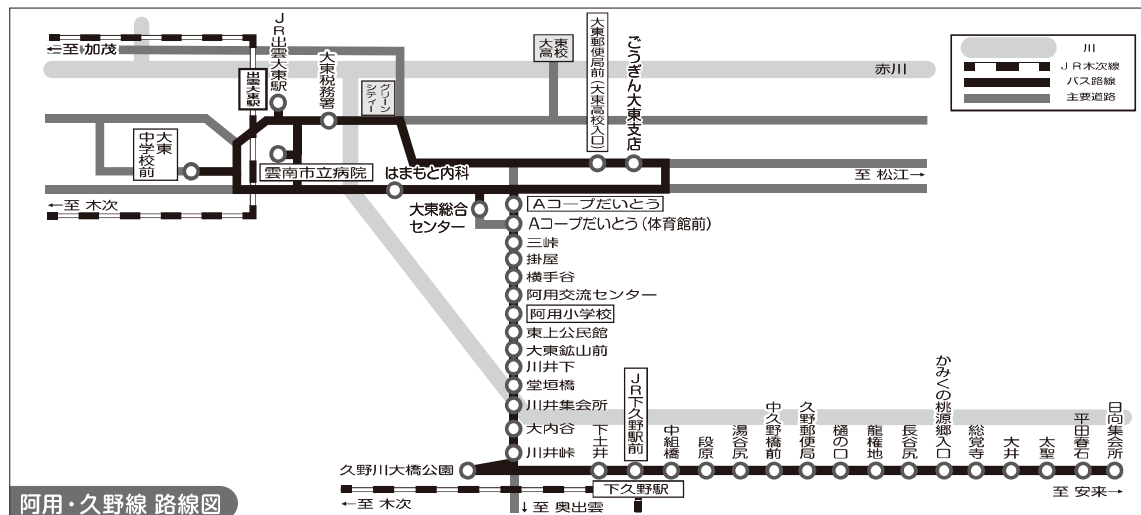 ←至 加茂
出雲大東駅
JR出雲大東駅
大東税務署
グリーンシティー
大東高校
大東郵便局前(大東高校入口)
ごうぎん大東支店
赤川
川
JR木次線
バス路線
主要道路
大東中学校前
雲南市立病院
はまもと内科
至 松江→
←至 木次
大東総合センター
Aコープだいとう
Aコープだいとう(体育館前)
三峠
掛屋
横手谷
阿用交流センター
阿用小学校
東上公民館
大東鉱山前
川井下
堂垣橋
川井集会所
大内谷
川井峠
久野川大橋公園
下土井
JR下久野駅前
中組橋
段原
湯谷尻
中久野橋前
久野郵便局
樋の口
龍権地
長谷尻
かみくの桃源郷入口
総覚寺
大井
太聖
平田春石
日向集会所
←至 木次
下久野駅
↓至 奥出雲
至 安来→
阿用・久野線 路線図